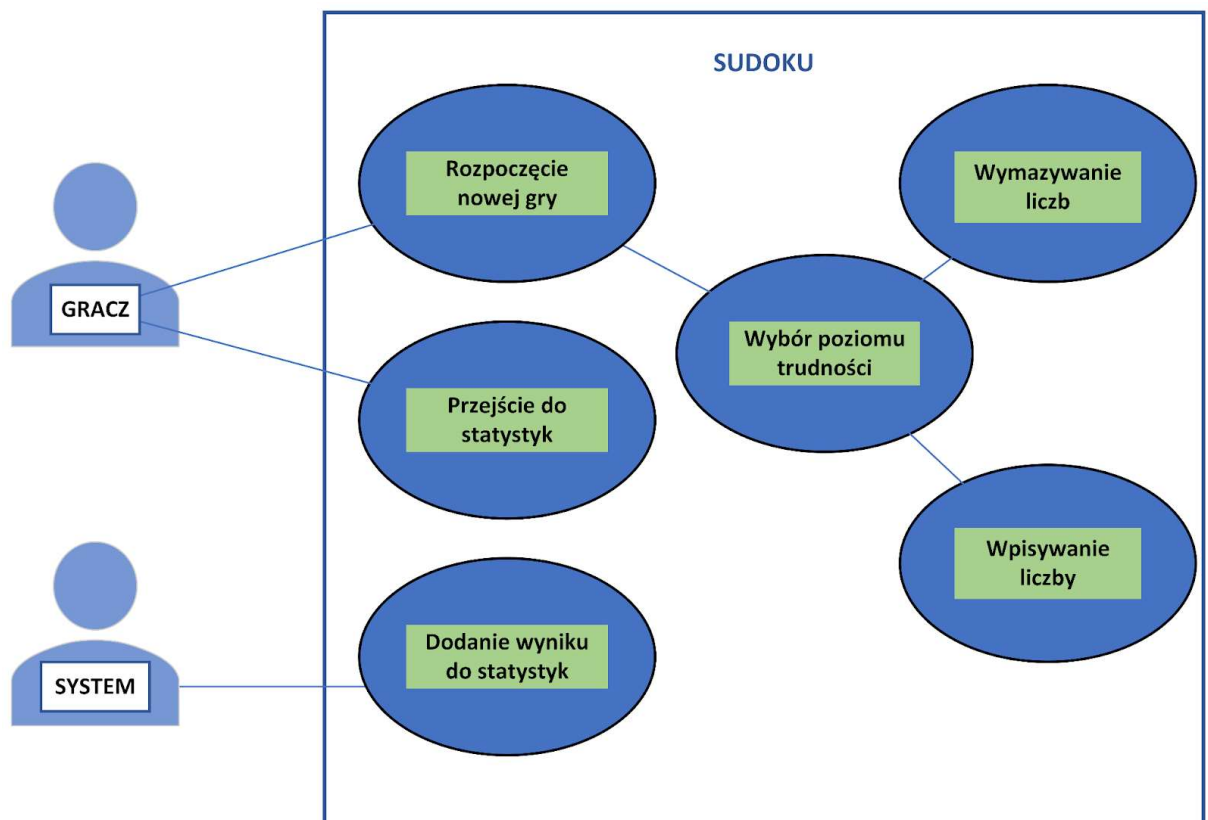 SUDOKU
Rozpoczęcie
nowej gry
Wymazywanie
liczb
GRACZ
Wybór poziomu
trudności
Przejście do
statystyk
Wpisywanie
liczby
Dodanie wyniku
do statystyk
SYSTEM